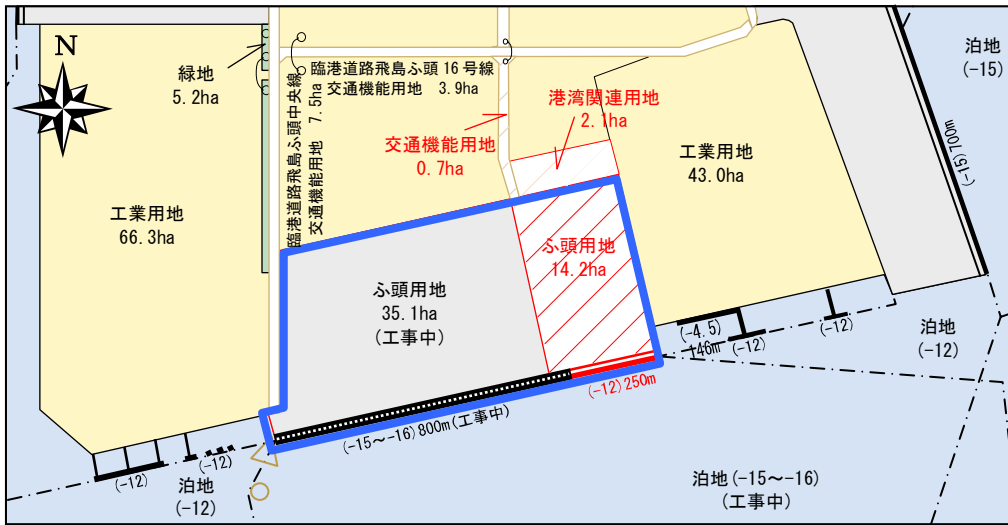 N
緑地
5.2ha
臨港道路飛島ふ頭中央線
交通機能用地 7.5ha
臨港道路飛島ふ頭16号線
交通機能用地 3.9ha
交通機能用地
0.7ha
港湾関連用地
2.1ha
工業用地
43.0ha
泊地
(-15)
(-15)700m
工業用地
66.3ha
ふ頭用地
35.1ha
(工事中)
ふ頭用地
14.2ha
(-4.5)
146m
(-12)
(-12)
泊地
(-12)
(-12)250m
(-15～-16)800m(工事中)
(-12)
(-12)
泊地
(-12)
泊地(-15～-16)
(工事中)